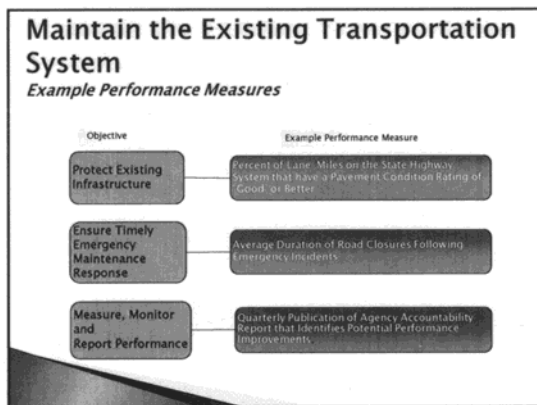 Maintain the Existing Transportation
System
Example Performance Measures
Objective
Example Performance Measure
Protect Existing
Infrastructure
Percent of Lane Miles on the State Highway
System that have a Pavement Condition Rating of
"Good" or Better
Ensure Timely
Emergency
Maintenance
Response
Average Duration of Road Closures Following
Emergency Incidents
Measure, Monitor
and
Report Performance
Quarterly Publication of Agency Accountability
Report that Identifies Potential Performance
Improvements